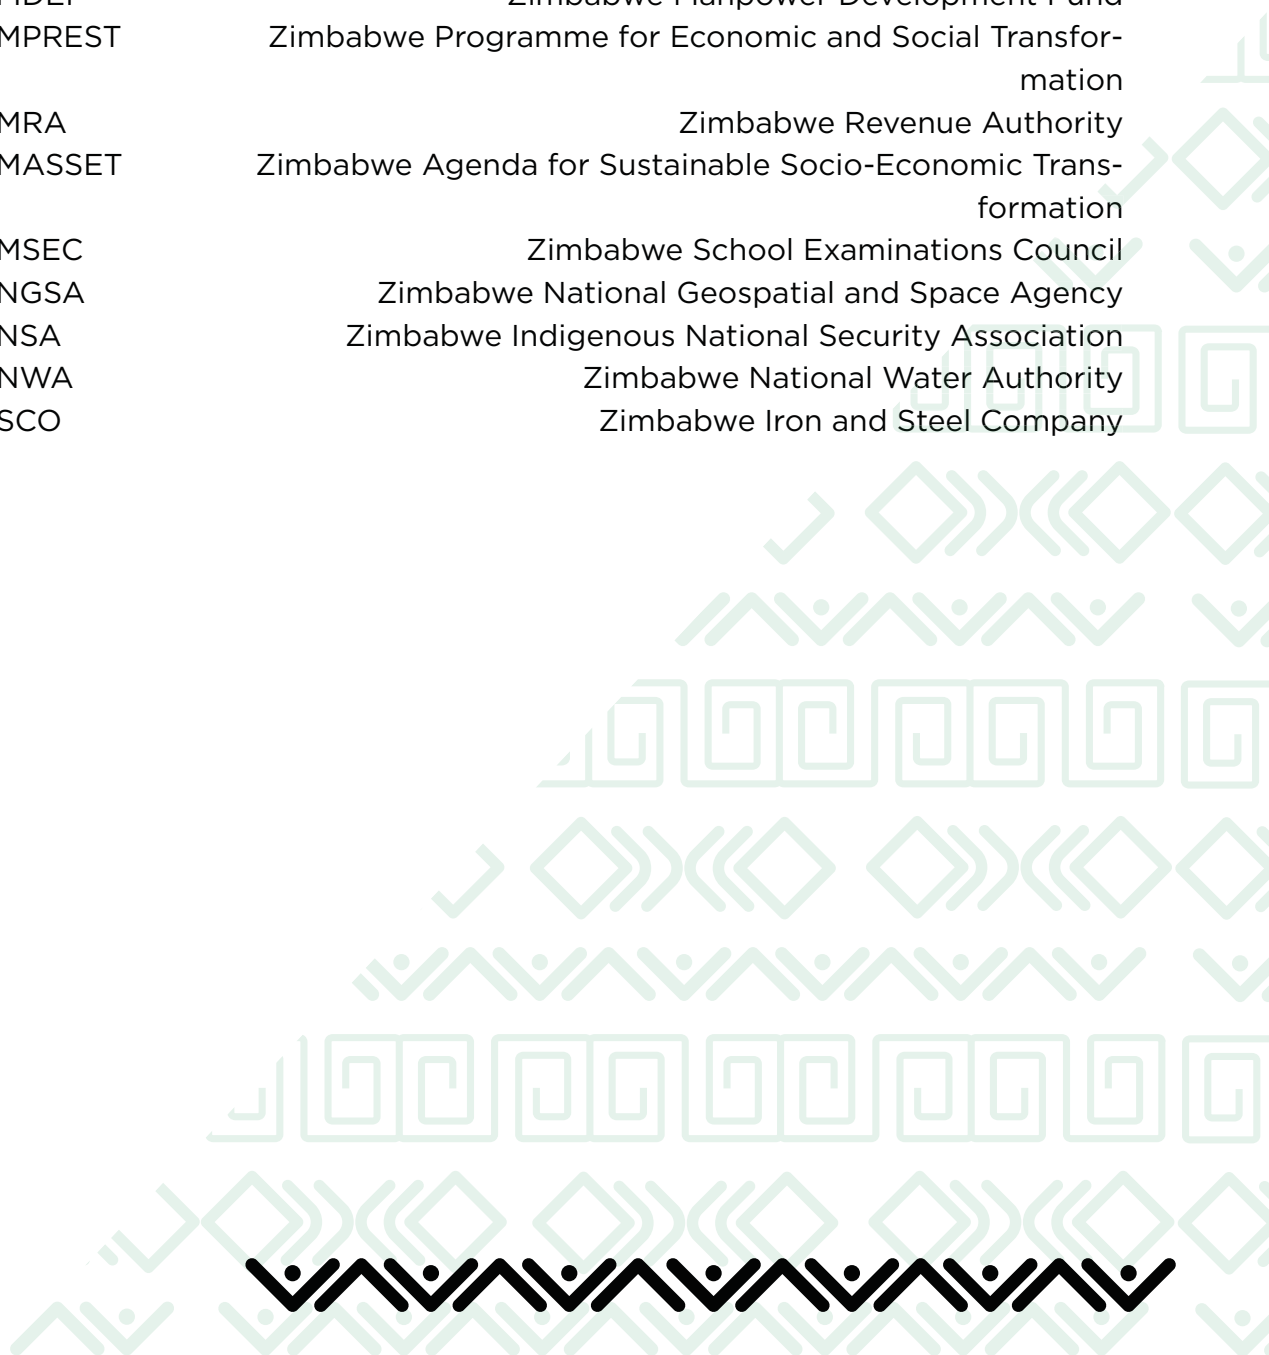 Zimbabwe Manpower Development Fund
MPREST Zimbabwe Programme for Economic and Social Transfor-
mation
MRA Zimbabwe Revenue Authority
MASSET Zimbabwe Agenda for Sustainable Socio-Economic Trans-
formation
MSEC Zimbabwe School Examinations Council
NGSA Zimbabwe National Geospatial and Space Agency
NSA Zimbabwe Indigenous National Security Association
NWA Zimbabwe National Water Authority
SCO Zimbabwe Iron and Steel Company